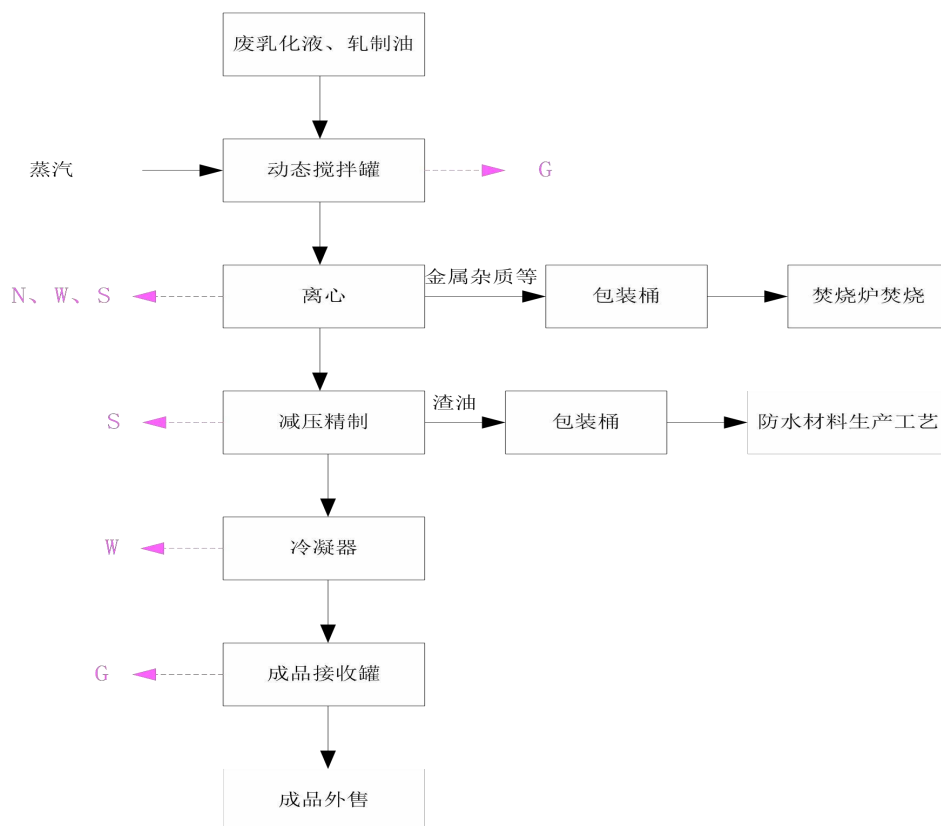 废乳化液、轧制油
蒸汽
动态搅拌罐
G
N、W、S
离心
金属杂质等
包装桶
焚烧炉焚烧
S
减压精制
渣油
包装桶
防水材料生产工艺
W
冷凝器
G
成品接收罐
成品外售